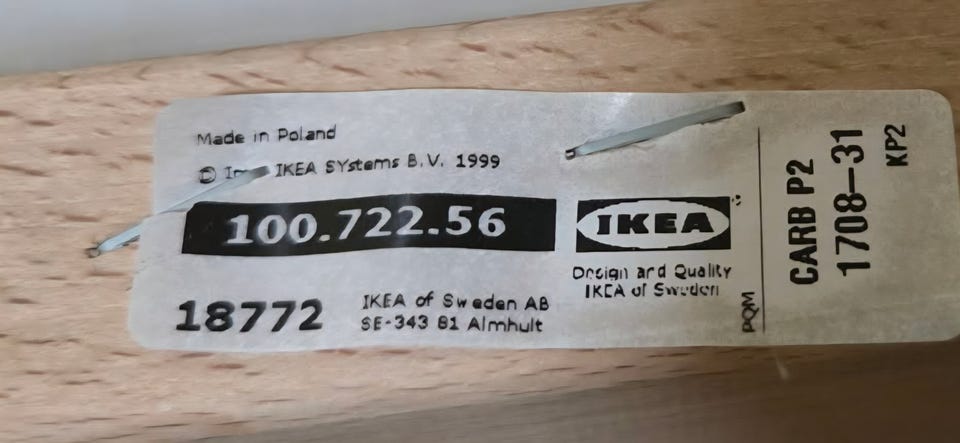 Made in Poland
© IKEA SYstems B.V. 1999
100.722.56
IKEA
Design and Quality
IKEA of Sweden
18772
IKEA of Sweden AB
SE-343 81 Älmhult
PQM
CARB P2
1708-31
KP2